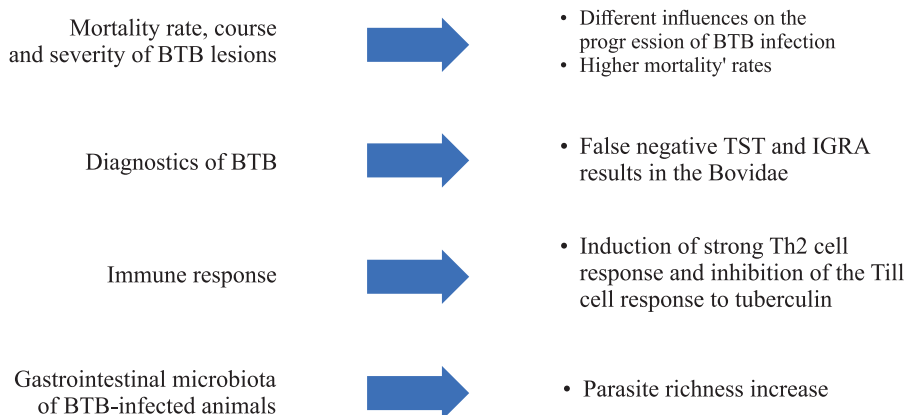 Mortality rate, course
and severity of BTB lesions
• Different influences on the
progr ession of BTB infection
• Higher mortality' rates
Diagnostics of BTB
• False negative TST and IGRA
results in the Bovidae
Immune response
• Induction of strong Th2 cell
response and inhibition of the Till
cell response to tuberculin
Gastrointestinal microbiota
of BTB-infected animals
• Parasite richness increase